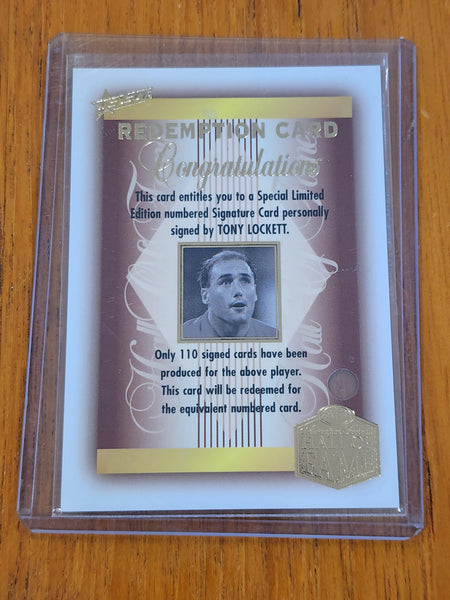 SELECT
REDEMPTION CARD
Congratulations
This card entitles you to a Special Limited
Edition numbered Signature Card personally
signed by TONY LOCKETT.
Only 110 signed cards have been
produced for the above player.
This card will be redeemed for
the equivalent numbered card.
HALL OF
FAME